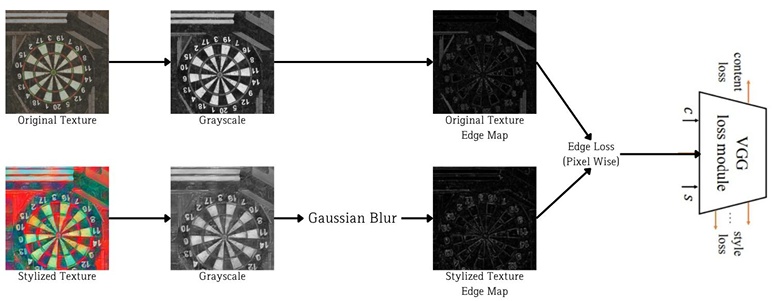 Original Texture
Grayscale
Original Texture
Edge Map
Edge Loss
(Pixel Wise)
content
loss
c
VGG
loss module
s
style
loss
...
Gaussian Blur
Stylized Texture
Grayscale
Stylized Texture
Edge Map